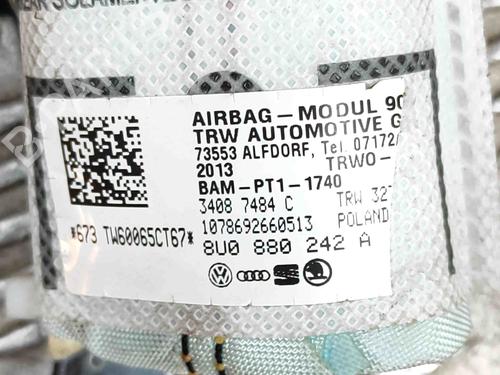 AIRBAG-MODUL 90
TRW AUTOMOTIVE G
73553 ALFDORF, Tel. 07172/
2013 TRWO-
BAM-PT1-1740
3408 7484 C TRW 32
1078692660513 POLAND
*673 TW60065CT67*
8U0 880 242 A